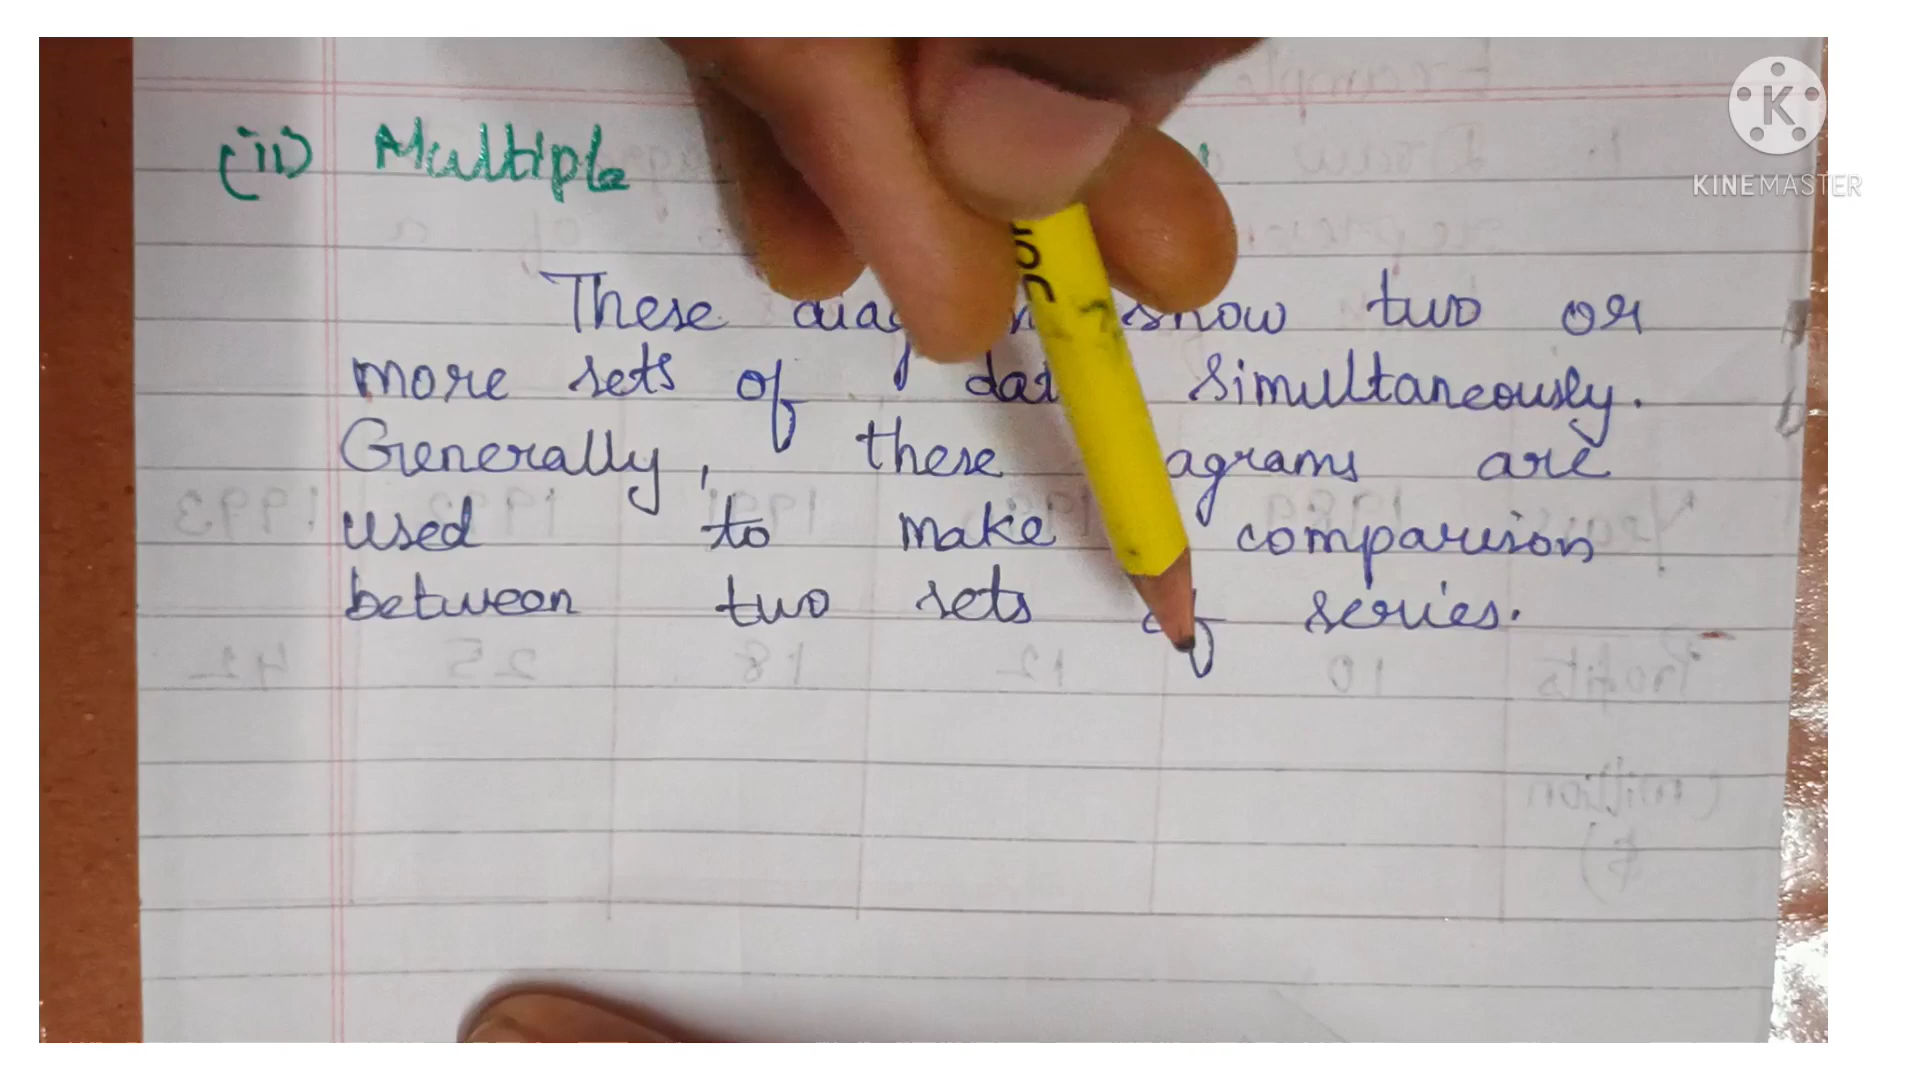 (ii) Multiple
These show two or
more sets of simultaneously.
Generally, these are
used to make comparison
between two sets of series.
KINEMASTER